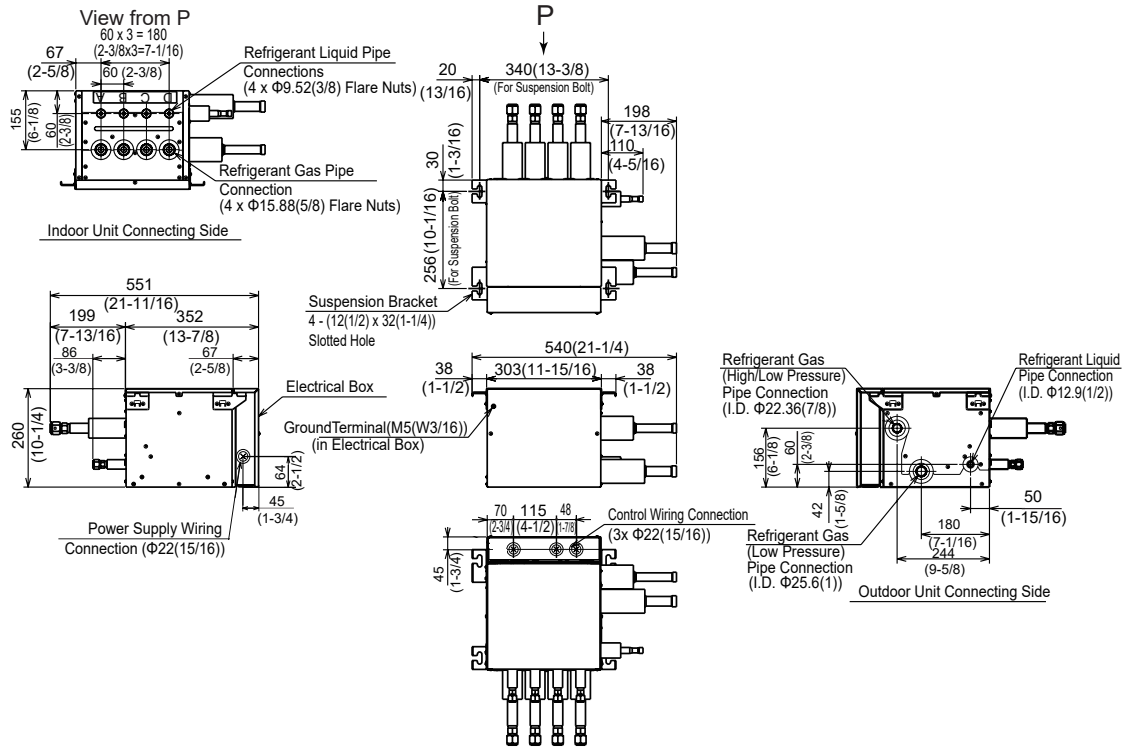 View from P
60 x 3 = 180
(2-3/8x3=7-1/16)
67
(2-5/8)
60 (2-3/8)
Refrigerant Liquid Pipe
Connections
(4 x Φ9.52(3/8) Flare Nuts)
A B C D
155
(6-1/8)
60
(2-3/8)
Refrigerant Gas Pipe
Connection
(4 x Φ15.88(5/8) Flare Nuts)
Indoor Unit Connecting Side
P
20
(13/16)
340(13-3/8)
(For Suspension Bolt)
198
(7-13/16)
110
(4-5/16)
30
(1-3/16)
256(10-1/16)
(For Suspension Bolt)
Suspension Bracket
4 - (12(1/2) x 32(1-1/4))
Slotted Hole
551
(21-11/16)
199
(7-13/16)
352
(13-7/8)
86
(3-3/8)
67
(2-5/8)
260
(10-1/4)
Electrical Box
64
(2-1/2)
45
(1-3/4)
Power Supply Wiring
Connection (Φ22(15/16))
540(21-1/4)
38
(1-1/2)
303(11-15/16)
38
(1-1/2)
GroundTerminal(M5(W3/16))
(in Electrical Box)
70
(2-3/4)
115
(4-1/2)
48
(1-7/8)
Control Wiring Connection
(3x Φ22(15/16))
45
(1-3/4)
Refrigerant Gas
(High/Low Pressure)
Pipe Connection
(I.D. Φ22.36(7/8))
Refrigerant Liquid
Pipe Connection
(I.D. Φ12.9(1/2))
156
(6-1/8)
60
(2-3/8)
42
(1-5/8)
50
(1-15/16)
180
(7-1/16)
244
(9-5/8)
Refrigerant Gas
(Low Pressure)
Pipe Connection
(I.D. Φ25.6(1))
Outdoor Unit Connecting Side